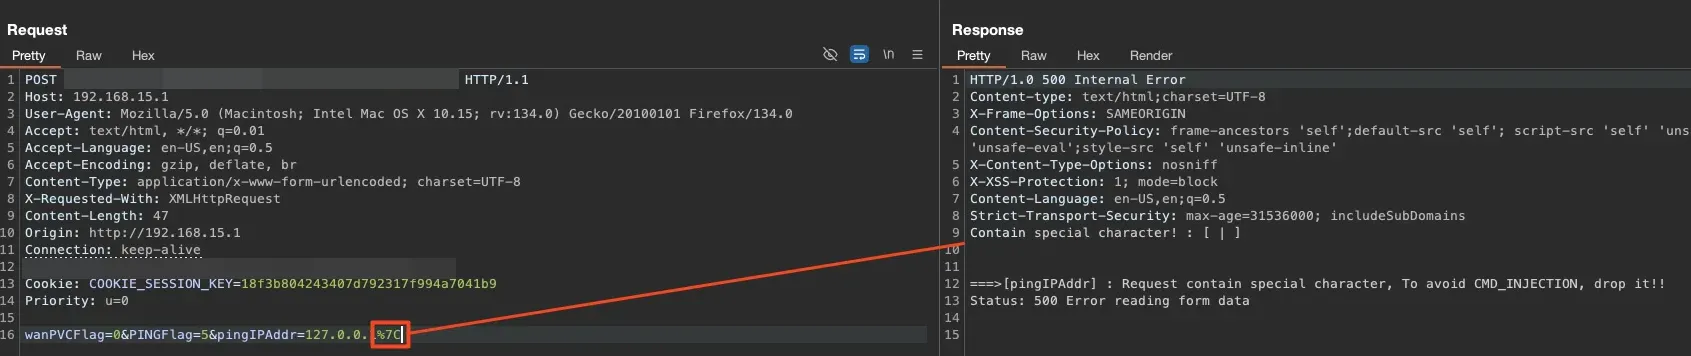 Request
Pretty Raw Hex
\n
1 POST HTTP/1.1
2 Host: 192.168.15.1
3 User-Agent: Mozilla/5.0 (Macintosh; Intel Mac OS X 10.15; rv:134.0) Gecko/20100101 Firefox/134.0
4 Accept: text/html, */*; q=0.01
5 Accept-Language: en-US,en;q=0.5
6 Accept-Encoding: gzip, deflate, br
7 Content-Type: application/x-www-form-urlencoded; charset=UTF-8
8 X-Requested-With: XMLHttpRequest
9 Content-Length: 47
10 Origin: http://192.168.15.1
11 Connection: keep-alive
12
13 Cookie: COOKIE_SESSION_KEY=18f3b804243407d792317f994a7041b9
14 Priority: u=0
15
16 wanPVCFlag=0&PINGFlag=5&pingIPAddr=127.0.0.1%7C
Response
Pretty Raw Hex Render
1 HTTP/1.0 500 Internal Error
2 Content-type: text/html;charset=UTF-8
3 X-Frame-Options: SAMEORIGIN
4 Content-Security-Policy: frame-ancestors 'self';default-src 'self'; script-src 'self' 'uns
'unsafe-eval';style-src 'self' 'unsafe-inline'
5 X-Content-Type-Options: nosniff
6 X-XSS-Protection: 1; mode=block
7 Content-Language: en-US,en;q=0.5
8 Strict-Transport-Security: max-age=31536000; includeSubDomains
9 Contain special character! : [ | ]
10
11
12 ===>[pingIPAddr] : Request contain special character, To avoid CMD_INJECTION, drop it!!
13 Status: 500 Error reading form data
14
15